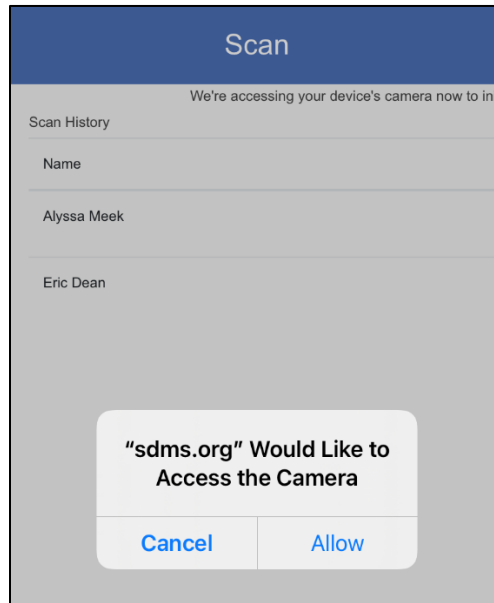 Scan
We're accessing your device's camera now to in
Scan History
Name
Alyssa Meek
Eric Dean
“sdms.org” Would Like to
Access the Camera
Cancel Allow